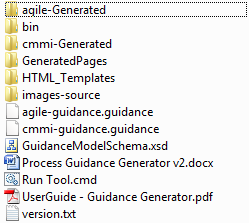 agile-Generated
bin
cmmi-Generated
GeneratedPages
HTML_Templates
images-source
agile-guidance.guidance
cmmi-guidance.guidance
GuidanceModelSchema.xsd
Process Guidance Generator v2.docx
Run Tool.cmd
UserGuide - Guidance Generator.pdf
version.txt